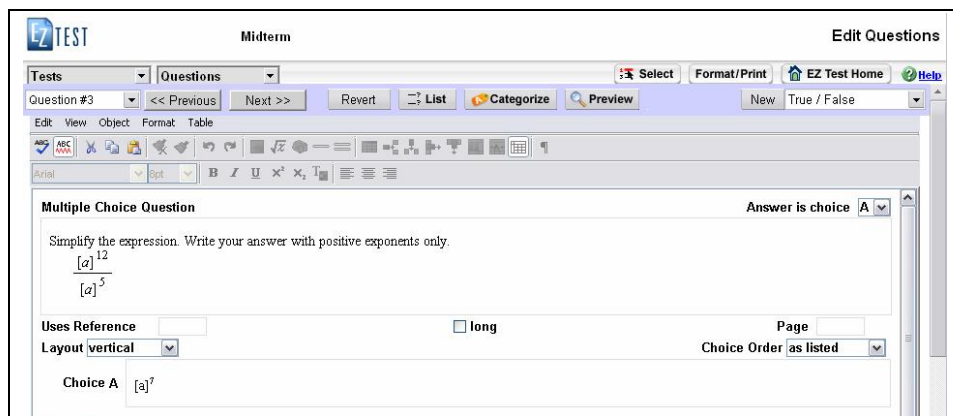 EZ TEST Midterm Edit Questions
Tests Questions Select Format/Print EZ Test Home Help
Question #3 << Previous Next >> Revert List Categorize Preview New True / False
Edit View Object Format Table
Arial 8pt B I U x² x₂ T
Multiple Choice Question Answer is choice A
Simplify the expression. Write your answer with positive exponents only.
[a]¹²
[a]⁵
Uses Reference long Page
Layout vertical Choice Order as listed
Choice A [a]⁷